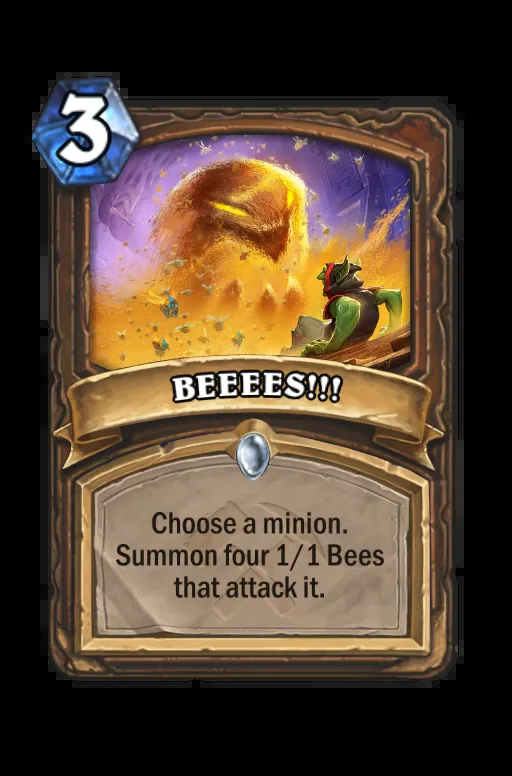 3
BEEEES!!!
Choose a minion.
Summon four 1/1 Bees
that attack it.